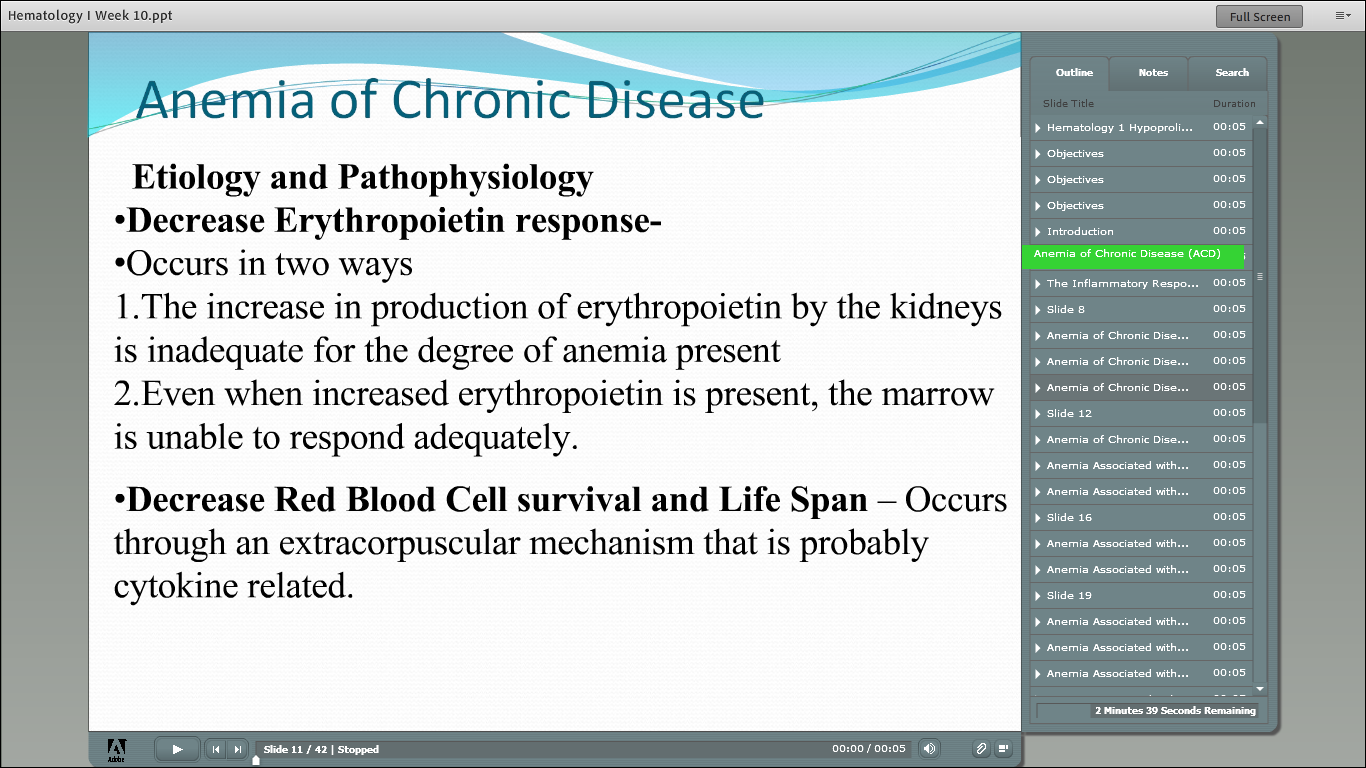 Hematology I Week 10.ppt
Full Screen
Anemia of Chronic Disease
Etiology and Pathophysiology
•Decrease Erythropoietin response-
•Occurs in two ways
1.The increase in production of erythropoietin by the kidneys
is inadequate for the degree of anemia present
2.Even when increased erythropoietin is present, the marrow
is unable to respond adequately.
•Decrease Red Blood Cell survival and Life Span – Occurs
through an extracorpuscular mechanism that is probably
cytokine related.
Outline Notes Search
Slide Title Duration
Hematology 1 Hypoproli... 00:05
Objectives 00:05
Objectives 00:05
Objectives 00:05
Introduction 00:05
Anemia of Chronic Disease (ACD)
The Inflammatory Respo... 00:05
Slide 8 00:05
Anemia of Chronic Dise... 00:05
Anemia of Chronic Dise... 00:05
Anemia of Chronic Dise... 00:05
Slide 12 00:05
Anemia of Chronic Dise... 00:05
Anemia Associated with... 00:05
Anemia Associated with... 00:05
Slide 16 00:05
Anemia Associated with... 00:05
Anemia Associated with... 00:05
Slide 19 00:05
Anemia Associated with... 00:05
Anemia Associated with... 00:05
Anemia Associated with... 00:05
2 Minutes 39 Seconds Remaining
Adobe
Slide 11 / 42 | Stopped 00:00 / 00:05